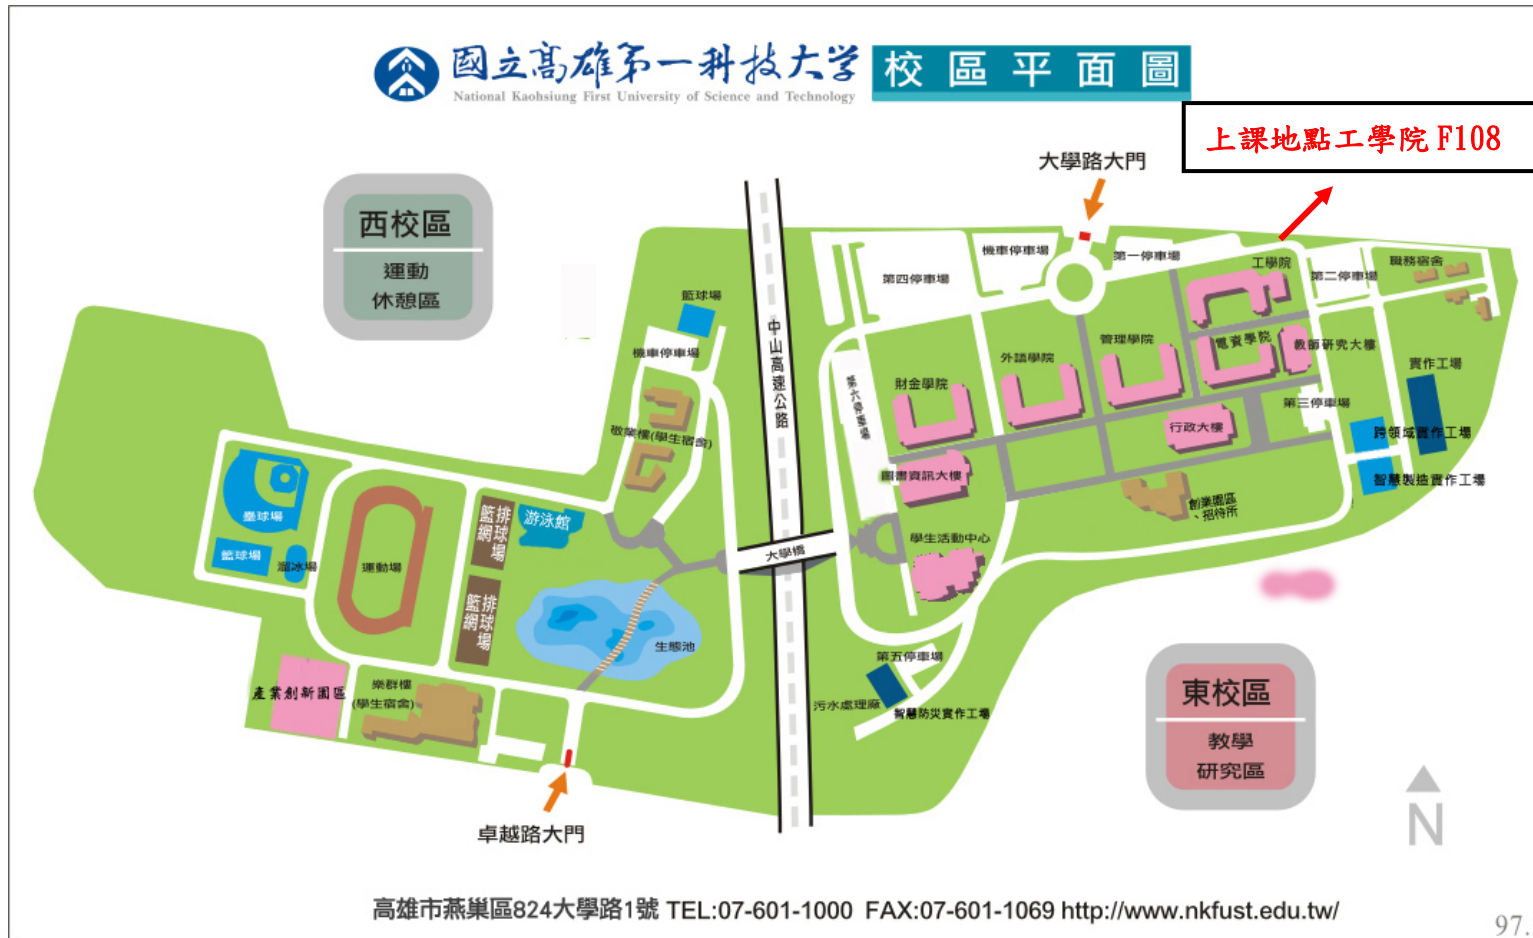 國立高雄第一科技大学 校區平面圖
National Kaohsiung First University of Science and Technology
上課地點工學院 F108
大學路大門
西校區
運動
休憩區
籃球場
機車停車場
敬業樓(學生宿舍)
中山高速公路
第四停車場
機車停車場
第一停車場
工學院
第二停車場
職務宿舍
第六停車場
財金學院
外語學院
管理學院
電資學院
教師研究大樓
實作工場
第三停車場
行政大樓
跨領域實作工場
智慧製造實作工場
圖書資訊大樓
創業園區
、招待所
學生活動中心
大學橋
壘球場
籃球場
溜冰場
運動場
排球場
籃網
游泳館
排球場
籃網
生態池
第五停車場
污水處理廠
智慧防災實作工場
產業創新園區
樂群樓
(學生宿舍)
卓越路大門
東校區
教學
研究區
N
高雄市燕巢區824大學路1號 TEL:07-601-1000 FAX:07-601-1069 http://www.nkfust.edu.tw/
97.